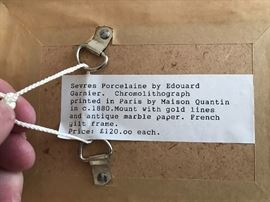 Sevres Porcelaine by Edouard
Garnier. Chromolithograph
printed in Paris by Maison Quantin
in c.1880.Mount with gold lines
and antique marble paper. French
gilt frame.
Price: £120.oo each.